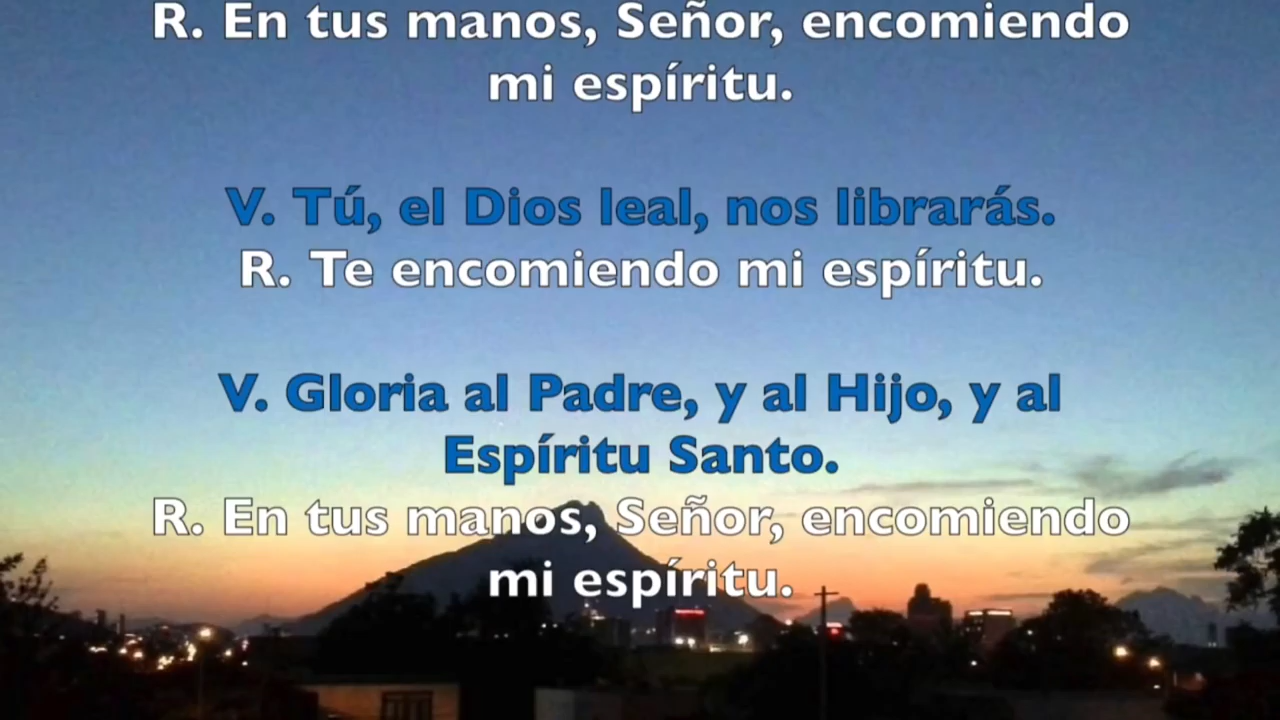 R. En tus manos, Señor, encomiendo
mi espíritu.
V. Tú, el Dios leal, nos librarás.
R. Te encomiendo mi espíritu.
V. Gloria al Padre, y al Hijo, y al
Espíritu Santo.
R. En tus manos, Señor, encomiendo
mi espíritu.